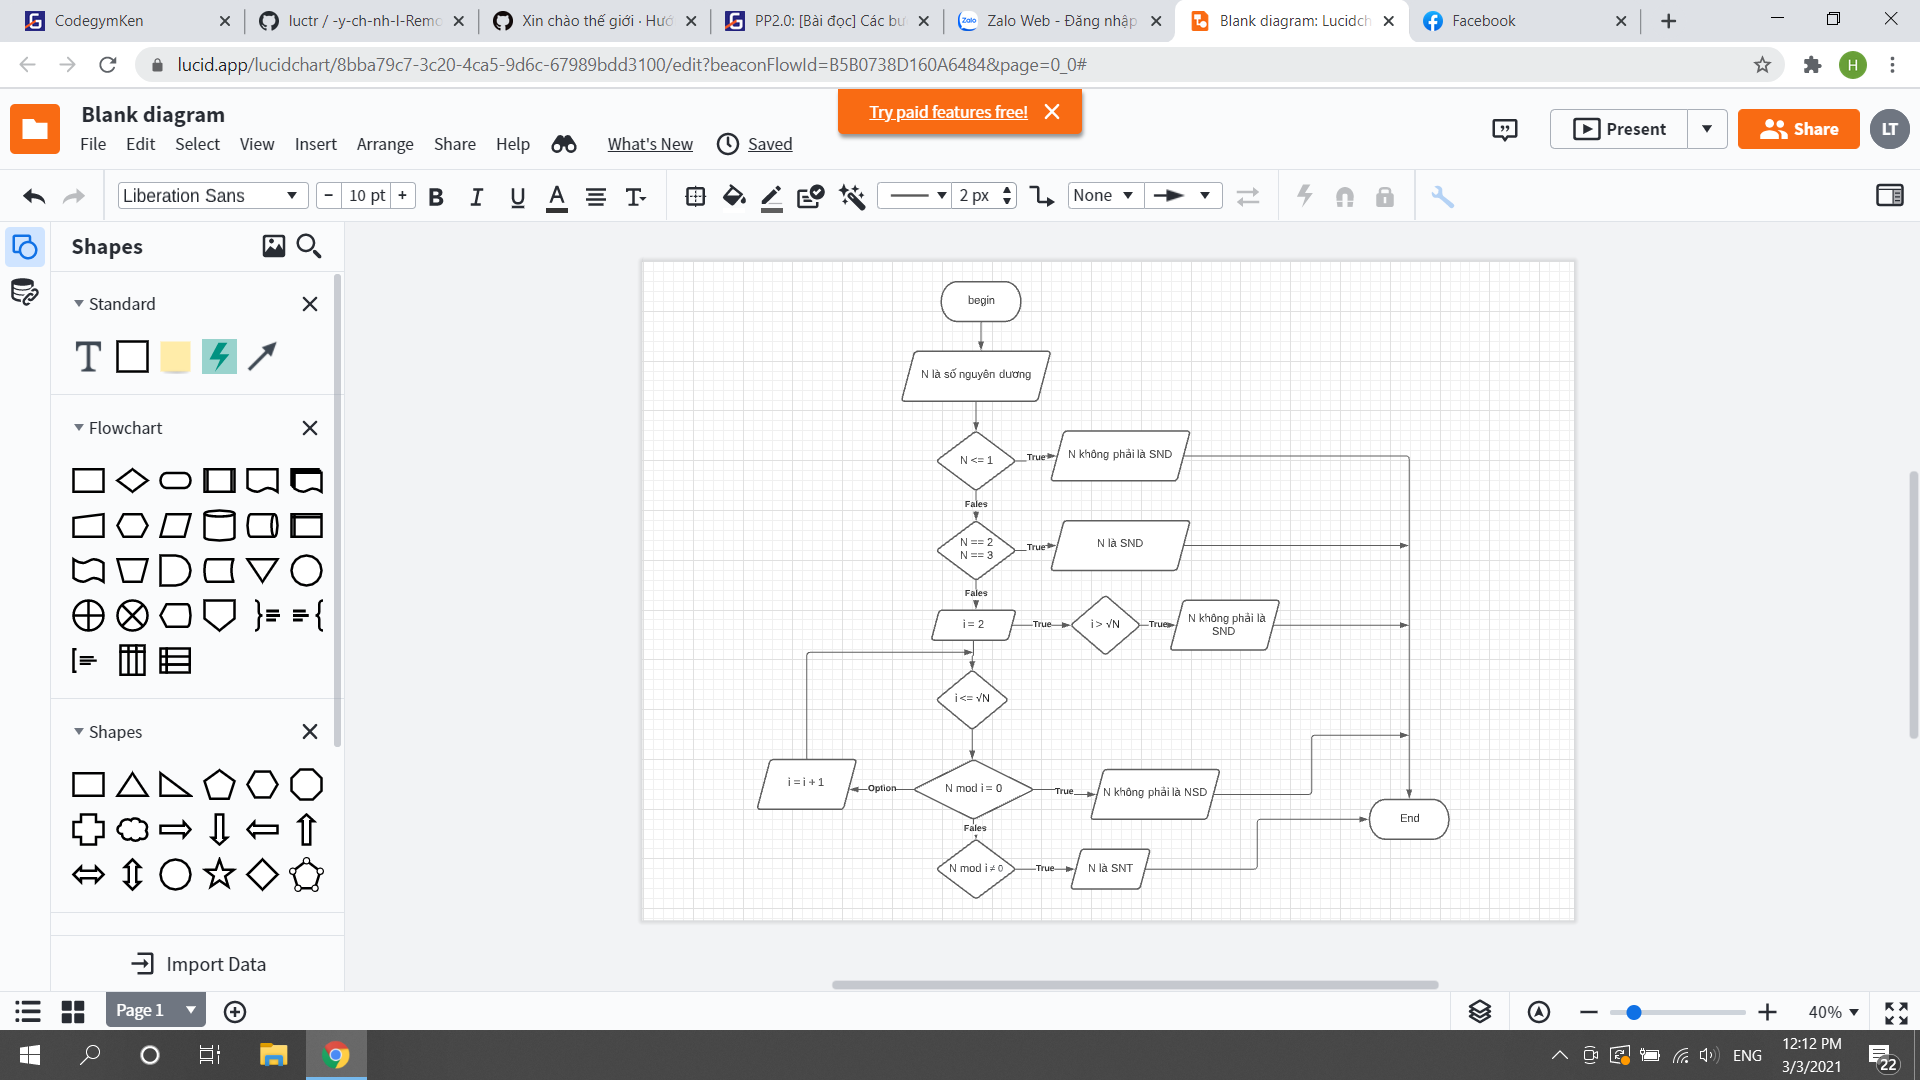 CodegymKen
luctr / -y-ch-nh-l-Remo
Xin chào thế giới · Hướ
PP2.0: [Bài đọc] Các bư
Zalo Web - Đăng nhập
Blank diagram: Lucidch
Facebook
lucid.app/lucidchart/8bba79c7-3c20-4ca5-9d6c-67989bdd3100/edit?beaconFlowId=B5B0738D160A6484&page=0_0#
H
Blank diagram
Try paid features free!
File Edit Select View Insert Arrange Share Help What's New Saved
Present
Share
LT
Liberation Sans
- 10 pt +
B I U A T
2 px
None
Shapes
Standard
T
Flowchart
Shapes
Import Data
begin
N là số nguyên dương
N <= 1
True
N không phải là SND
Fales
N == 2
N == 3
True
N là SND
Fales
i = 2
True
i > √N
True
N không phải là
SND
i <= √N
i = i + 1
Option
N mod i = 0
True
N không phải là NSD
Fales
N mod i ≠ 0
True
N là SNT
End
Page 1
40%
ENG
12:12 PM
3/3/2021
22